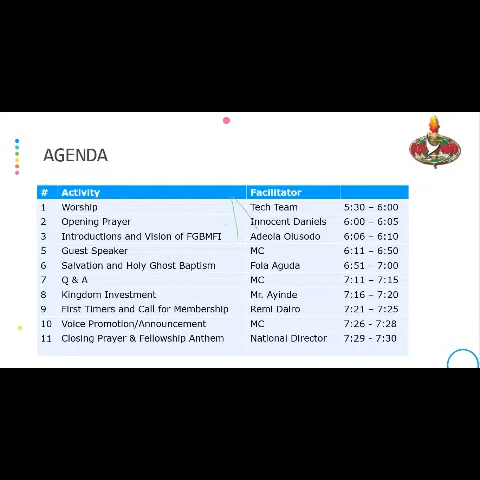 AGENDA
# Activity Facilitator
1 Worship Tech Team 5:30 – 6:00
2 Opening Prayer Innocent Daniels 6:00 – 6:05
3 Introductions and Vision of FGBMFI Adeola Olusodo 6:06 – 6:10
5 Guest Speaker MC 6:11 – 6:50
6 Salvation and Holy Ghost Baptism Fola Aguda 6:51 – 7:00
7 Q & A MC 7:11 – 7:15
8 Kingdom Investment Mr. Ayinde 7:16 – 7:20
9 First Timers and Call for Membership Remi Dairo 7:21 – 7:25
10 Voice Promotion/Announcement MC 7:26 - 7:28
11 Closing Prayer & Fellowship Anthem National Director 7:29 - 7:30